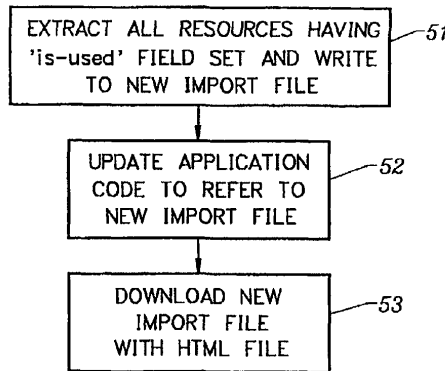 EXTRACT ALL RESOURCES HAVING
'is-used' FIELD SET AND WRITE
TO NEW IMPORT FILE
51
UPDATE APPLICATION
CODE TO REFER TO
NEW IMPORT FILE
52
DOWNLOAD NEW
IMPORT FILE
WITH HTML FILE
53